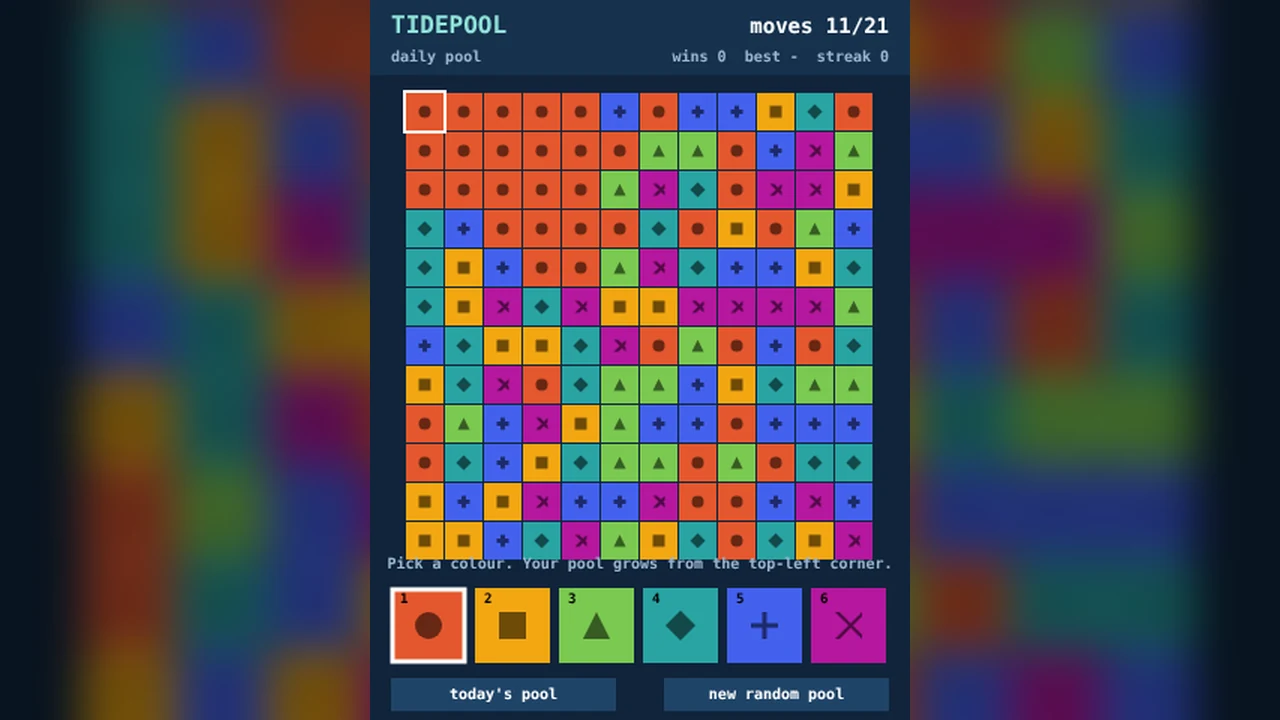 TIDEPOOL
moves 11/21
daily pool
wins 0 best - streak 0
Pick a colour. Your pool grows from the top-left corner.
1 2 3 4 5 6
today's pool
new random pool